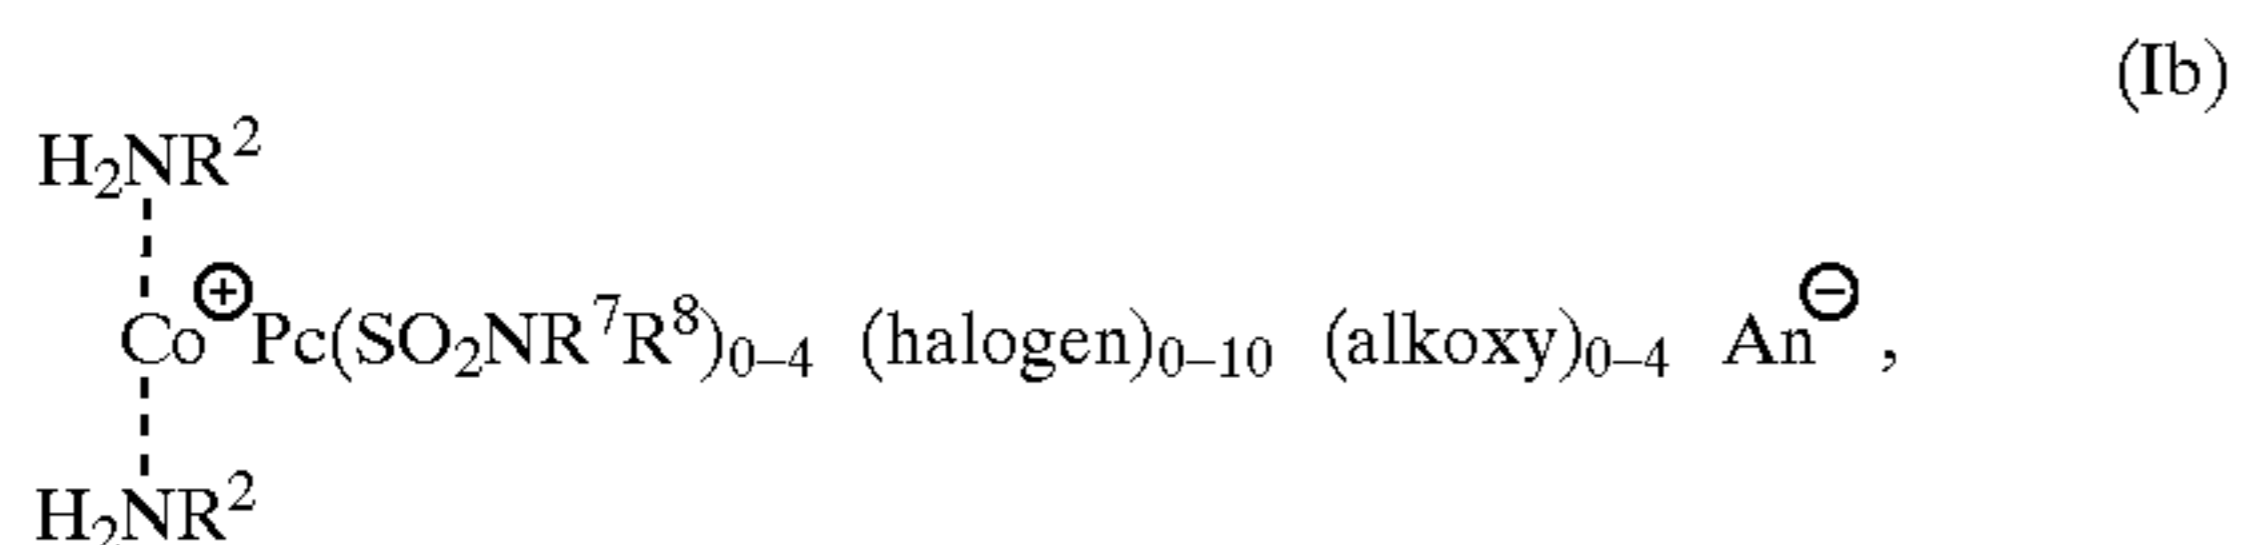 (Ib)
H₂NR²
Co⊕Pc(SO₂NR⁷R⁸)₀₋₄ (halogen)₀₋₁₀ (alkoxy)₀₋₄ An⊖ ,
H₂NR²